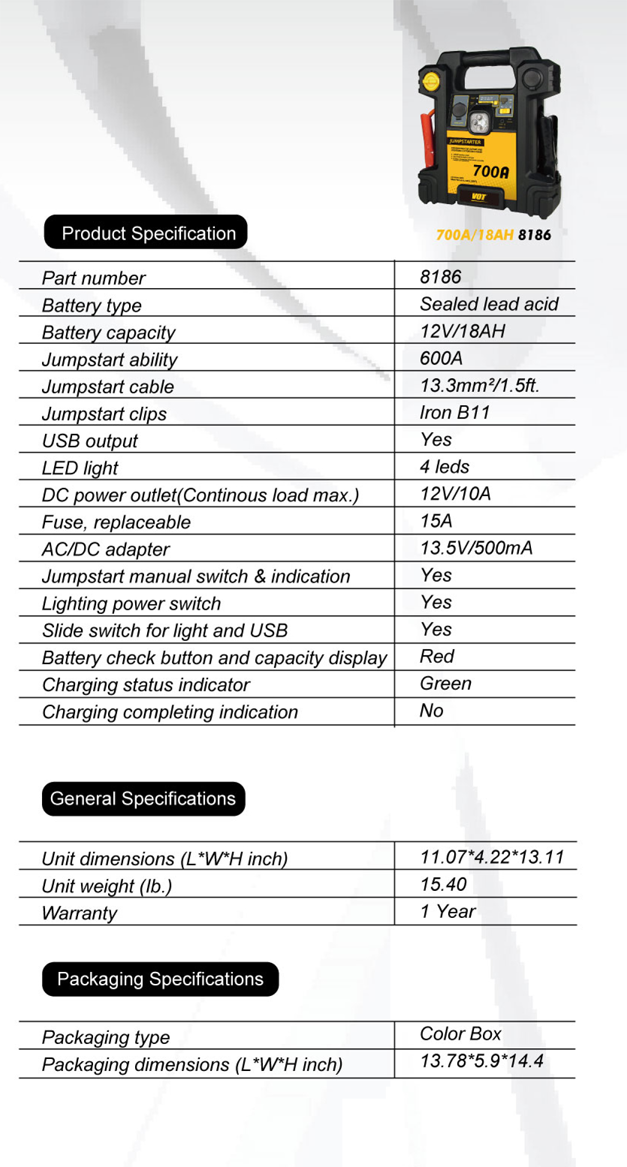 JUMPSTARTER
700A
VOT
700A/18AH 8186
Product Specification
Part number 8186
Battery type Sealed lead acid
Battery capacity 12V/18AH
Jumpstart ability 600A
Jumpstart cable 13.3mm²/1.5ft.
Jumpstart clips Iron B11
USB output Yes
LED light 4 leds
DC power outlet(Continous load max.) 12V/10A
Fuse, replaceable 15A
AC/DC adapter 13.5V/500mA
Jumpstart manual switch & indication Yes
Lighting power switch Yes
Slide switch for light and USB Yes
Battery check button and capacity display Red
Charging status indicator Green
Charging completing indication No
General Specifications
Unit dimensions (L*W*H inch) 11.07*4.22*13.11
Unit weight (lb.) 15.40
Warranty 1 Year
Packaging Specifications
Packaging type Color Box
Packaging dimensions (L*W*H inch) 13.78*5.9*14.4